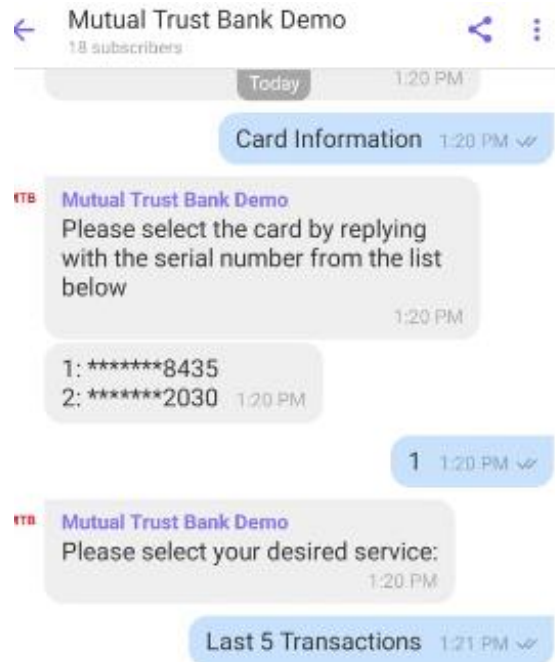 Mutual Trust Bank Demo
18 subscribers
Today
1:20 PM
Card Information 1:20 PM
MTB Mutual Trust Bank Demo
Please select the card by replying
with the serial number from the list
below
1:20 PM
1: *******8435
2: *******2030 1:20 PM
1 1:20 PM
MTB Mutual Trust Bank Demo
Please select your desired service:
1:20 PM
Last 5 Transactions 1:21 PM